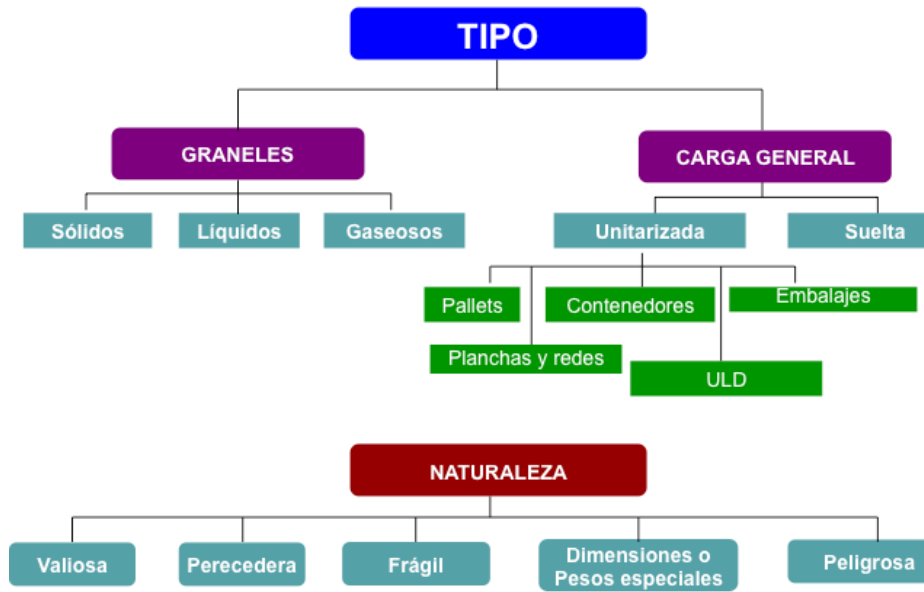 TIPO
GRANELES
CARGA GENERAL
Sólidos
Líquidos
Gaseosos
Unitarizada
Suelta
Pallets
Contenedores
Embalajes
Planchas y redes
ULD
NATURALEZA
Valiosa
Perecedera
Frágil
Dimensiones o
Pesos especiales
Peligrosa